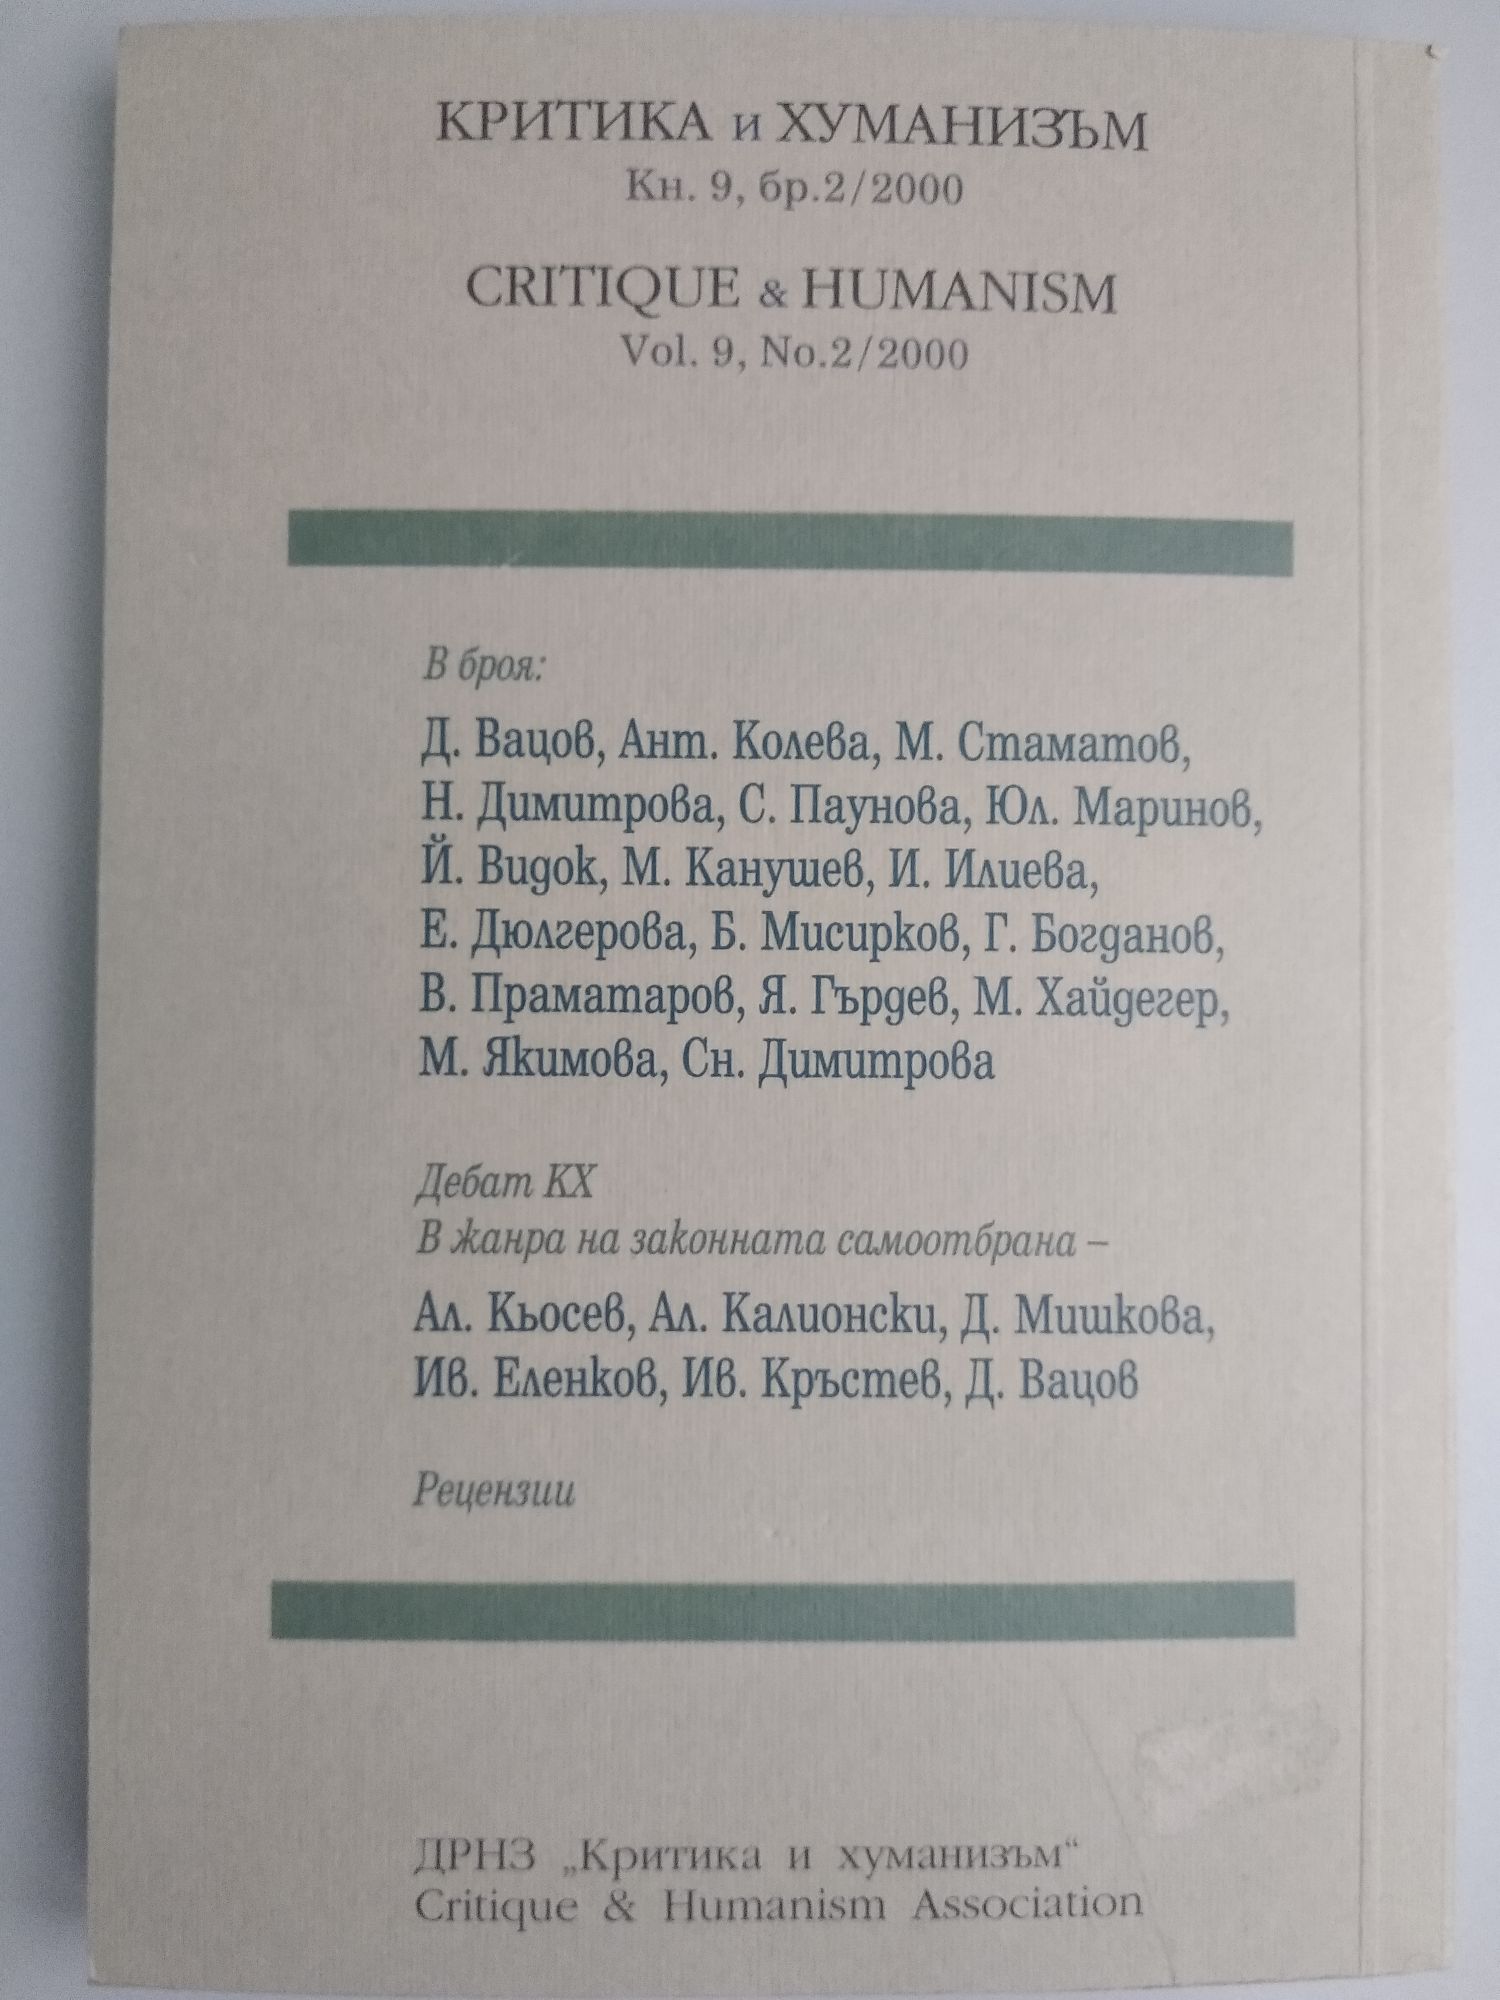 КРИТИКА и ХУМАНИЗЪМ
Кн. 9, бр.2/2000
CRITIQUE & HUMANISM
Vol. 9, No.2/2000
В броя:
Д. Вацов, Ант. Колева, М. Стаматов,
Н. Димитрова, С. Паунова, Юл. Маринов,
Й. Видок, М. Канушев, И. Илиева,
Е. Дюлгерова, Б. Мисирков, Г. Богданов,
В. Праматаров, Я. Гърдев, М. Хайдегер,
М. Якимова, Сн. Димитрова
Дебат КХ
В жанра на законната самоотбрана –
Ал. Кьосев, Ал. Калионски, Д. Мишкова,
Ив. Еленков, Ив. Кръстев, Д. Вацов
Рецензии
ДРНЗ „Критика и хуманизъм“
Critique & Humanism Association